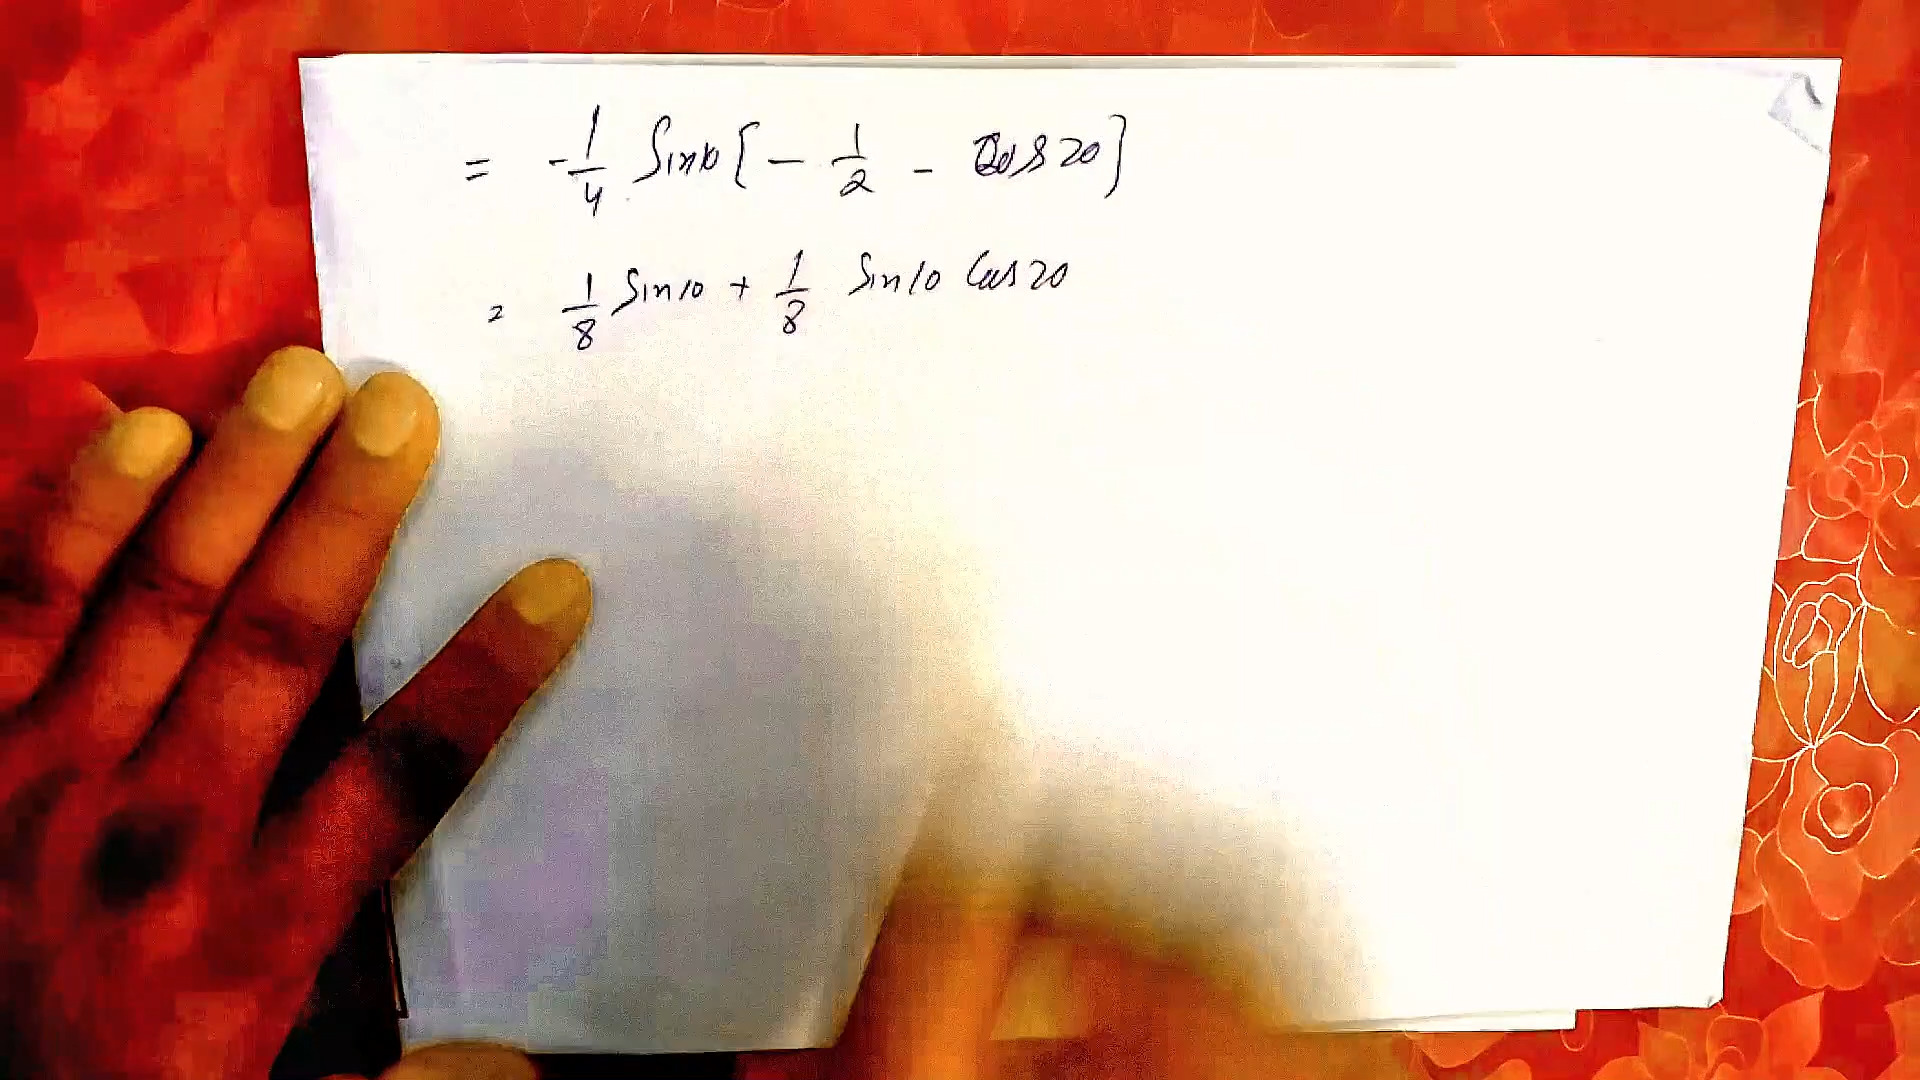 = -1/4 Sin10 [ - 1/2 - Cos 20 ]
= 1/8 Sin10 + 1/8 Sin10 Cos20